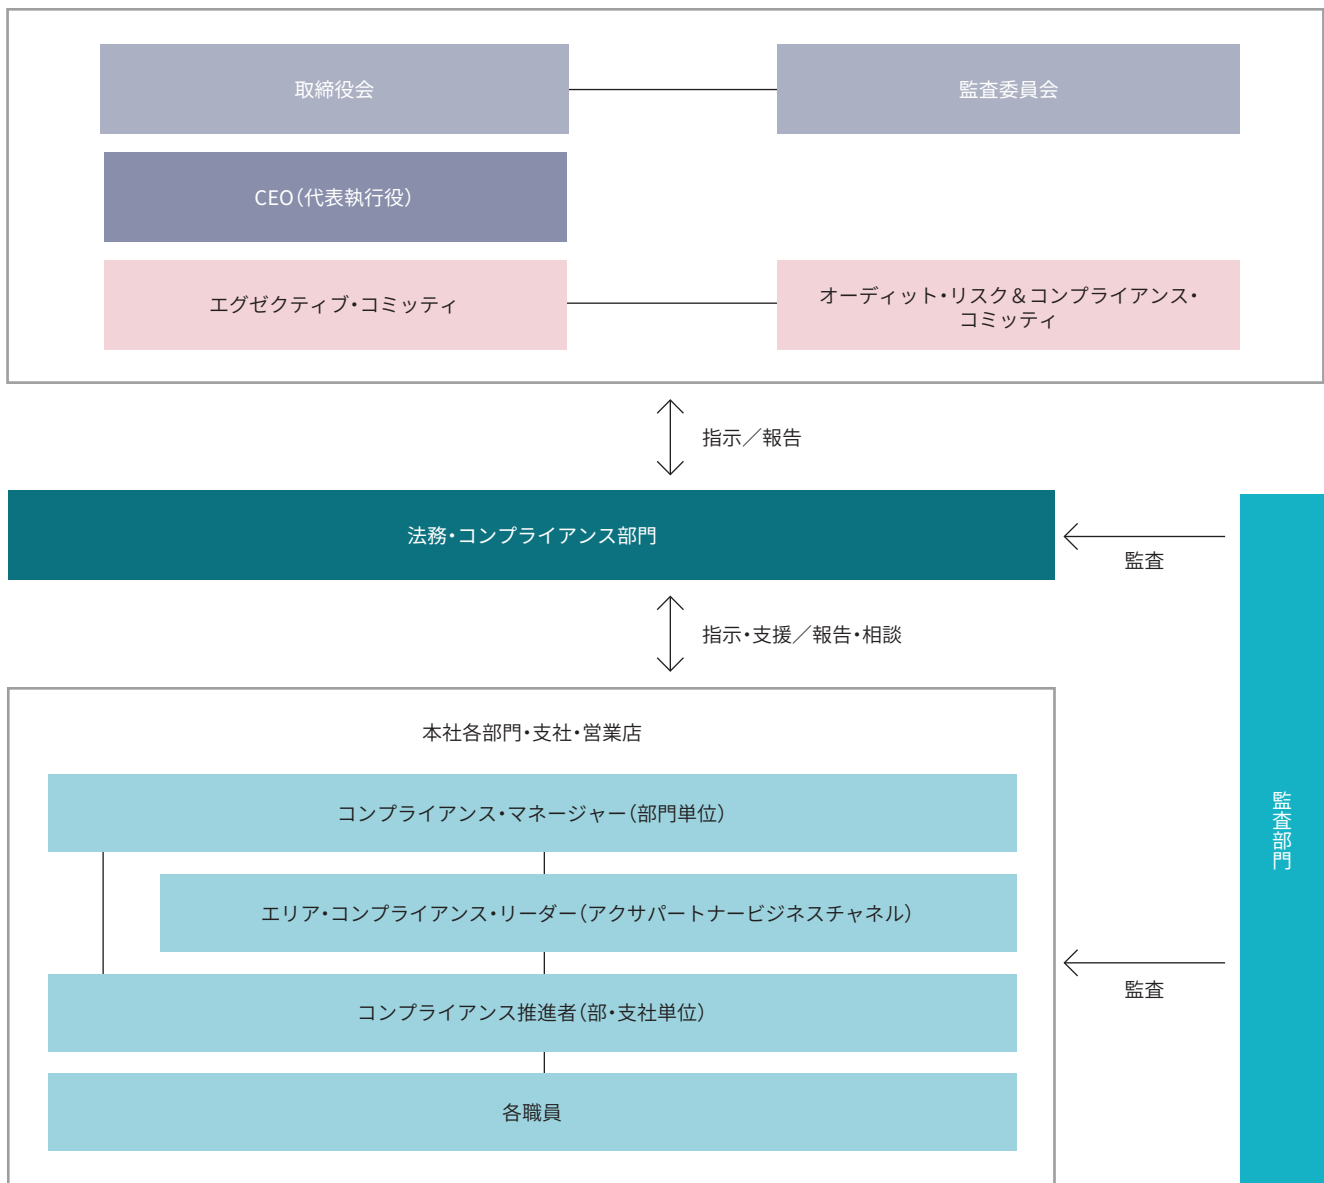 取締役会
監査委員会
CEO（代表執行役）
エグゼクティブ・コミッティ
オーディット・リスク＆コンプライアンス・
コミッティ
指示／報告
法務・コンプライアンス部門
監査
指示・支援／報告・相談
本社各部門・支社・営業店
コンプライアンス・マネージャー（部門単位）
エリア・コンプライアンス・リーダー（アクサパートナービジネスチャネル）
コンプライアンス推進者（部・支社単位）
各職員
監査
監査部門